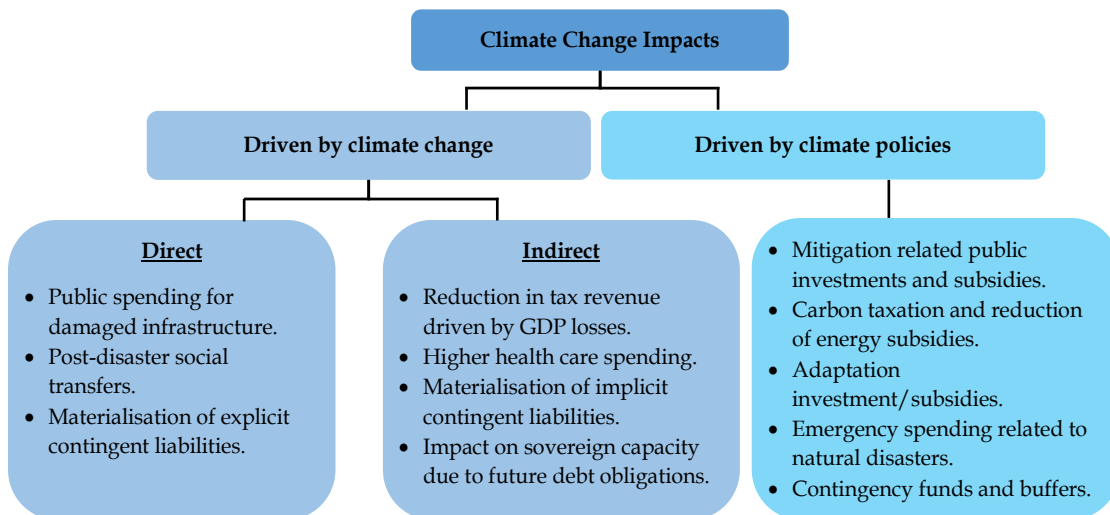 Climate Change Impacts
Driven by climate change
Driven by climate policies
Direct
• Public spending for
damaged infrastructure.
• Post-disaster social
transfers.
• Materialisation of explicit
contingent liabilities.
Indirect
• Reduction in tax revenue
driven by GDP losses.
• Higher health care spending.
• Materialisation of implicit
contingent liabilities.
• Impact on sovereign capacity
due to future debt obligations.
• Mitigation related public
investments and subsidies.
• Carbon taxation and reduction
of energy subsidies.
• Adaptation
investment/subsidies.
• Emergency spending related to
natural disasters.
• Contingency funds and buffers.